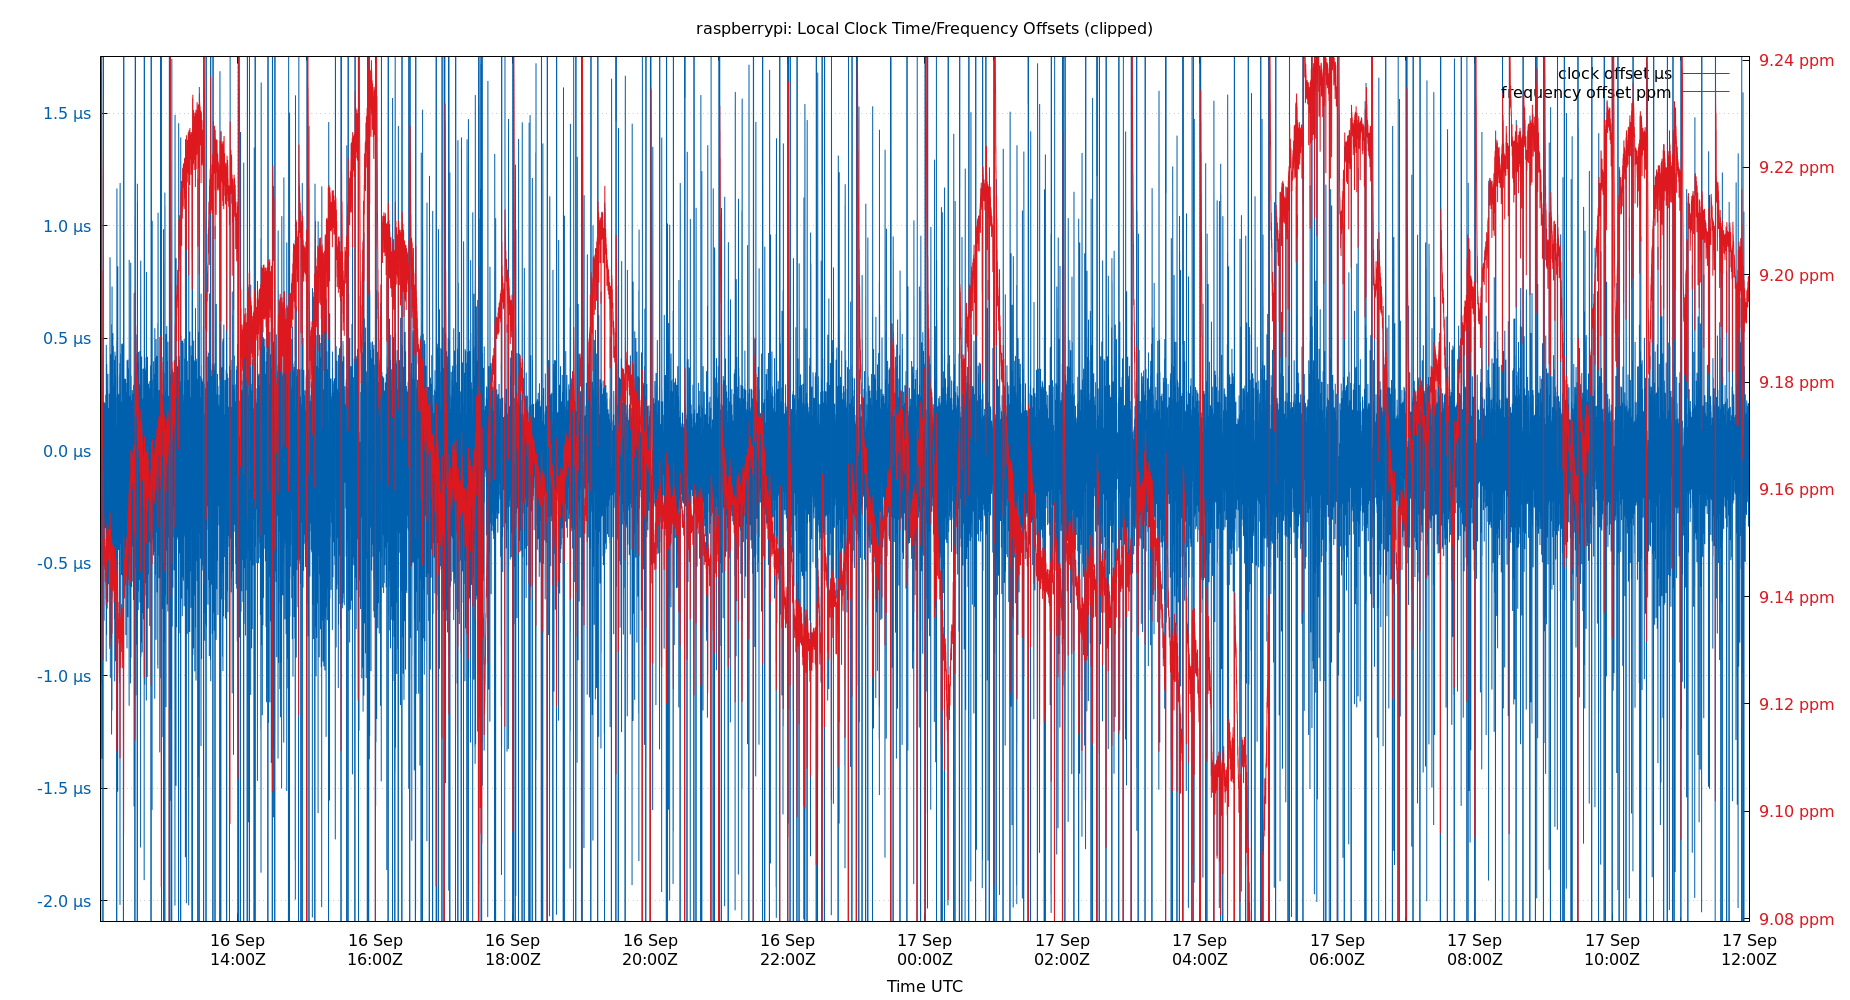 raspberrypi: Local Clock Time/Frequency Offsets (clipped)
clock offset µs
frequency offset ppm
1.5 µs
1.0 µs
0.5 µs
0.0 µs
-0.5 µs
-1.0 µs
-1.5 µs
-2.0 µs
9.24 ppm
9.22 ppm
9.20 ppm
9.18 ppm
9.16 ppm
9.14 ppm
9.12 ppm
9.10 ppm
9.08 ppm
16 Sep
14:00Z
16 Sep
16:00Z
16 Sep
18:00Z
16 Sep
20:00Z
16 Sep
22:00Z
17 Sep
00:00Z
17 Sep
02:00Z
17 Sep
04:00Z
17 Sep
06:00Z
17 Sep
08:00Z
17 Sep
10:00Z
17 Sep
12:00Z
Time UTC